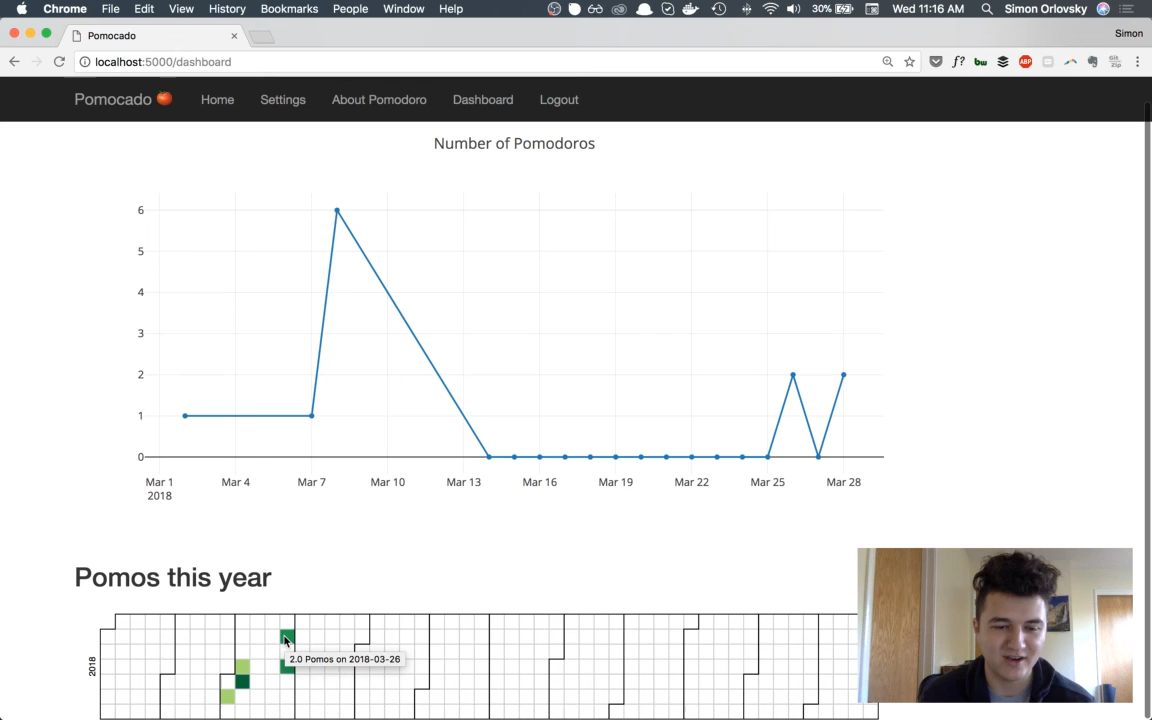 Chrome File Edit View History Bookmarks People Window Help 30% Wed 11:16 AM Simon Orlovsky
Pomocado Simon
localhost:5000/dashboard f? bw ABP
Pomocado Home Settings About Pomodoro Dashboard Logout
Number of Pomodoros
6
5
4
3
2
1
0
Mar 1 Mar 4 Mar 7 Mar 10 Mar 13 Mar 16 Mar 19 Mar 22 Mar 25 Mar 28
2018
Pomos this year
2018
2.0 Pomos on 2018-03-26